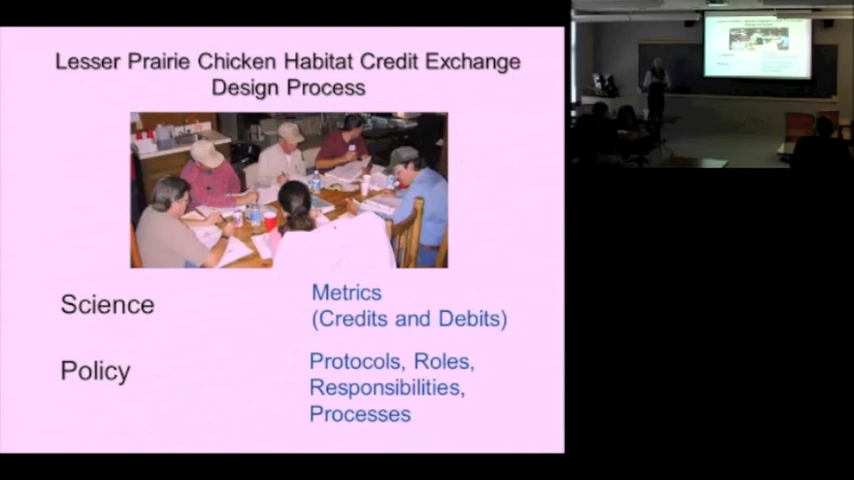 Lesser Prairie Chicken Habitat Credit Exchange
Design Process
Science
Metrics
(Credits and Debits)
Policy
Protocols, Roles,
Responsibilities,
Processes